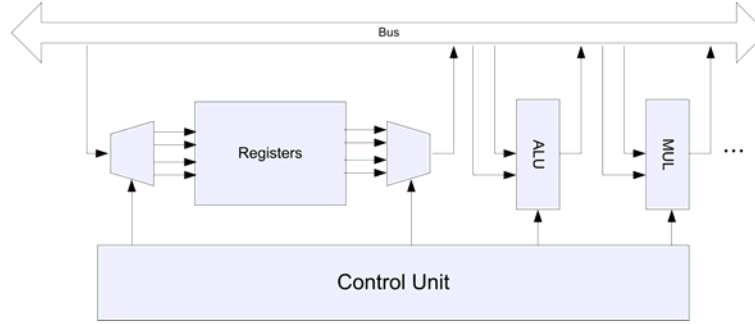 Bus
Registers
ALU
MUL
...
Control Unit